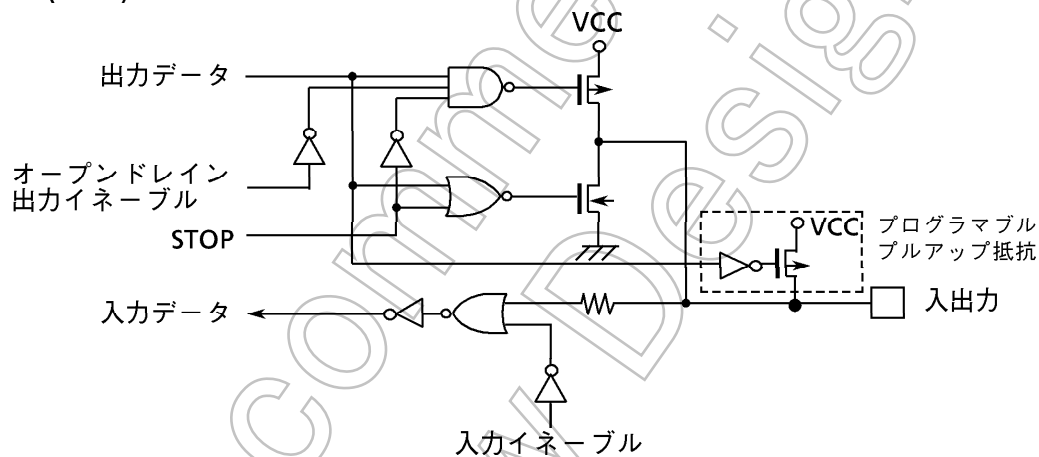 VCC
出力データ
オープンドレイン
出力イネーブル
STOP
VCC
プログラマブル
プルアップ抵抗
入力データ
入出力
入力イネーブル